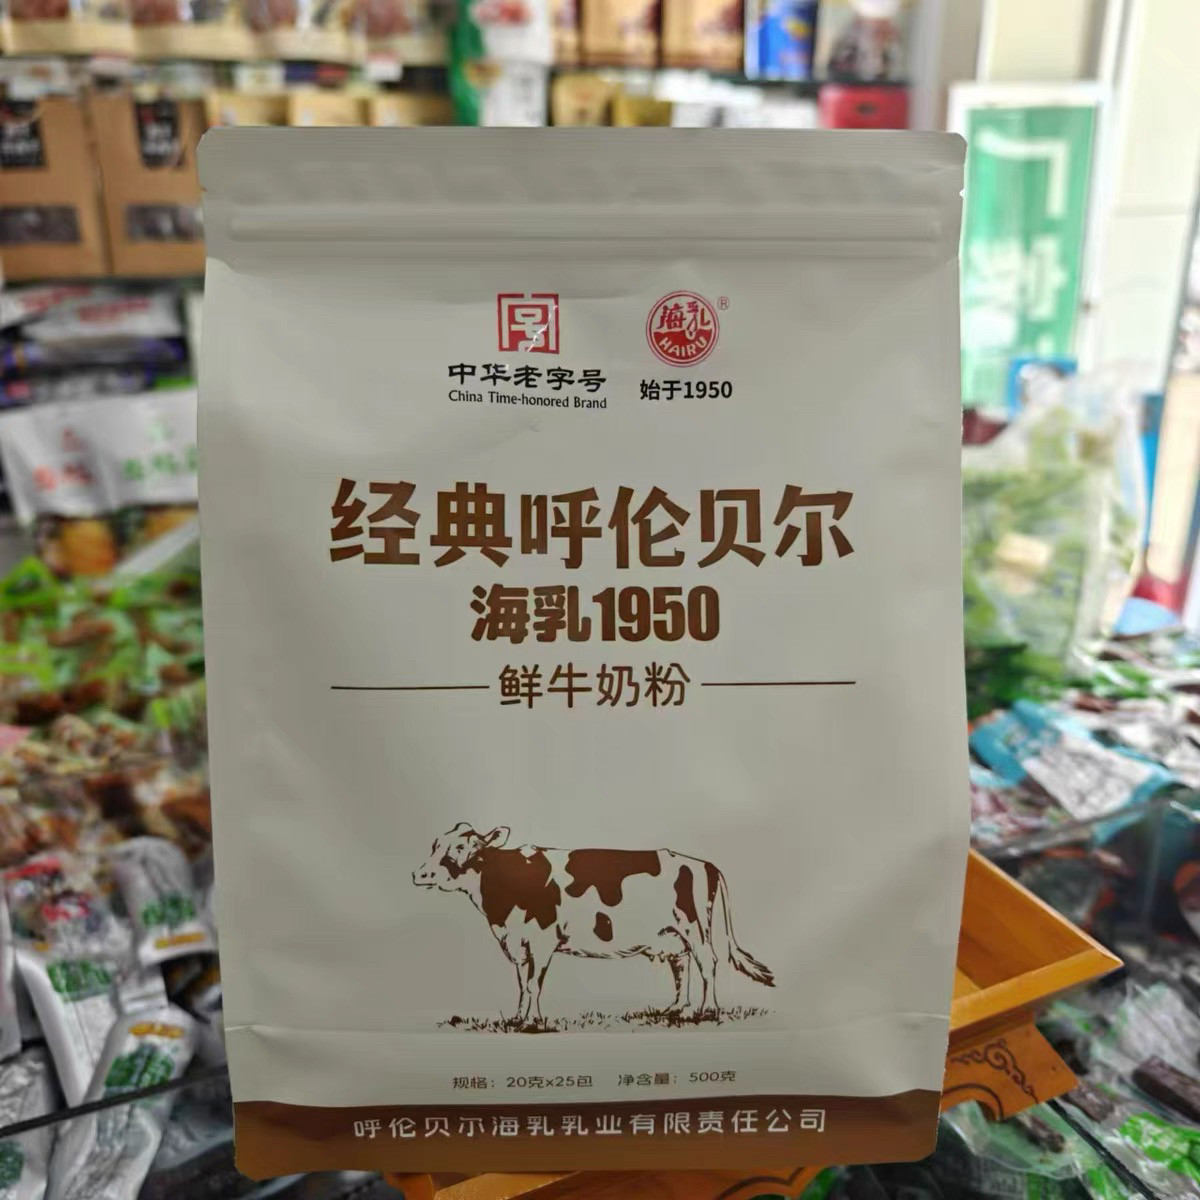 中华老字号
China Time-honored Brand
海乳
HAIRU
®
始于1950
经典呼伦贝尔
海乳1950
鲜牛奶粉
规格：20克x25包 净含量：500克
呼伦贝尔海乳乳业有限责任公司